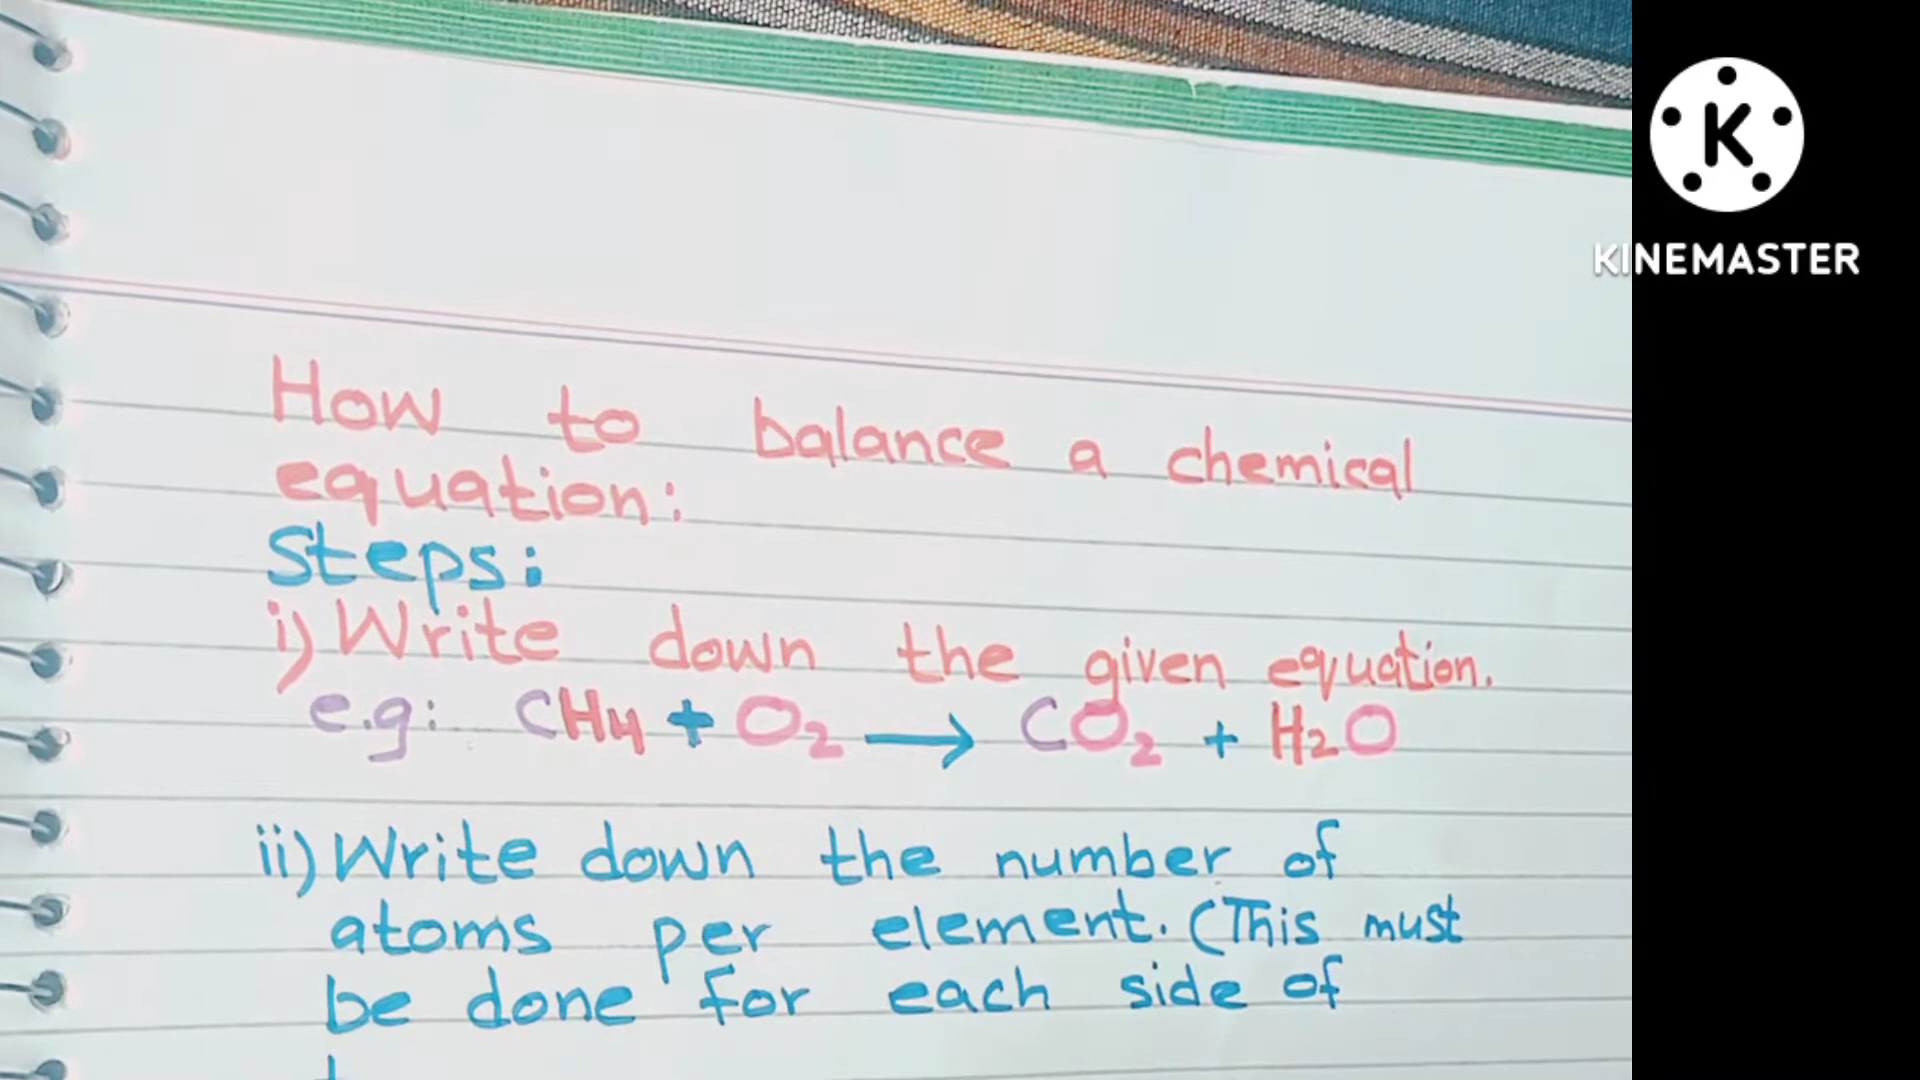 How to balance a chemical
equation:
Steps:
i) Write down the given equation.
e.g: CH4 + O2 → CO2 + H2O
ii) Write down the number of
atoms per element. (This must
be done for each side of
K
KINEMASTER